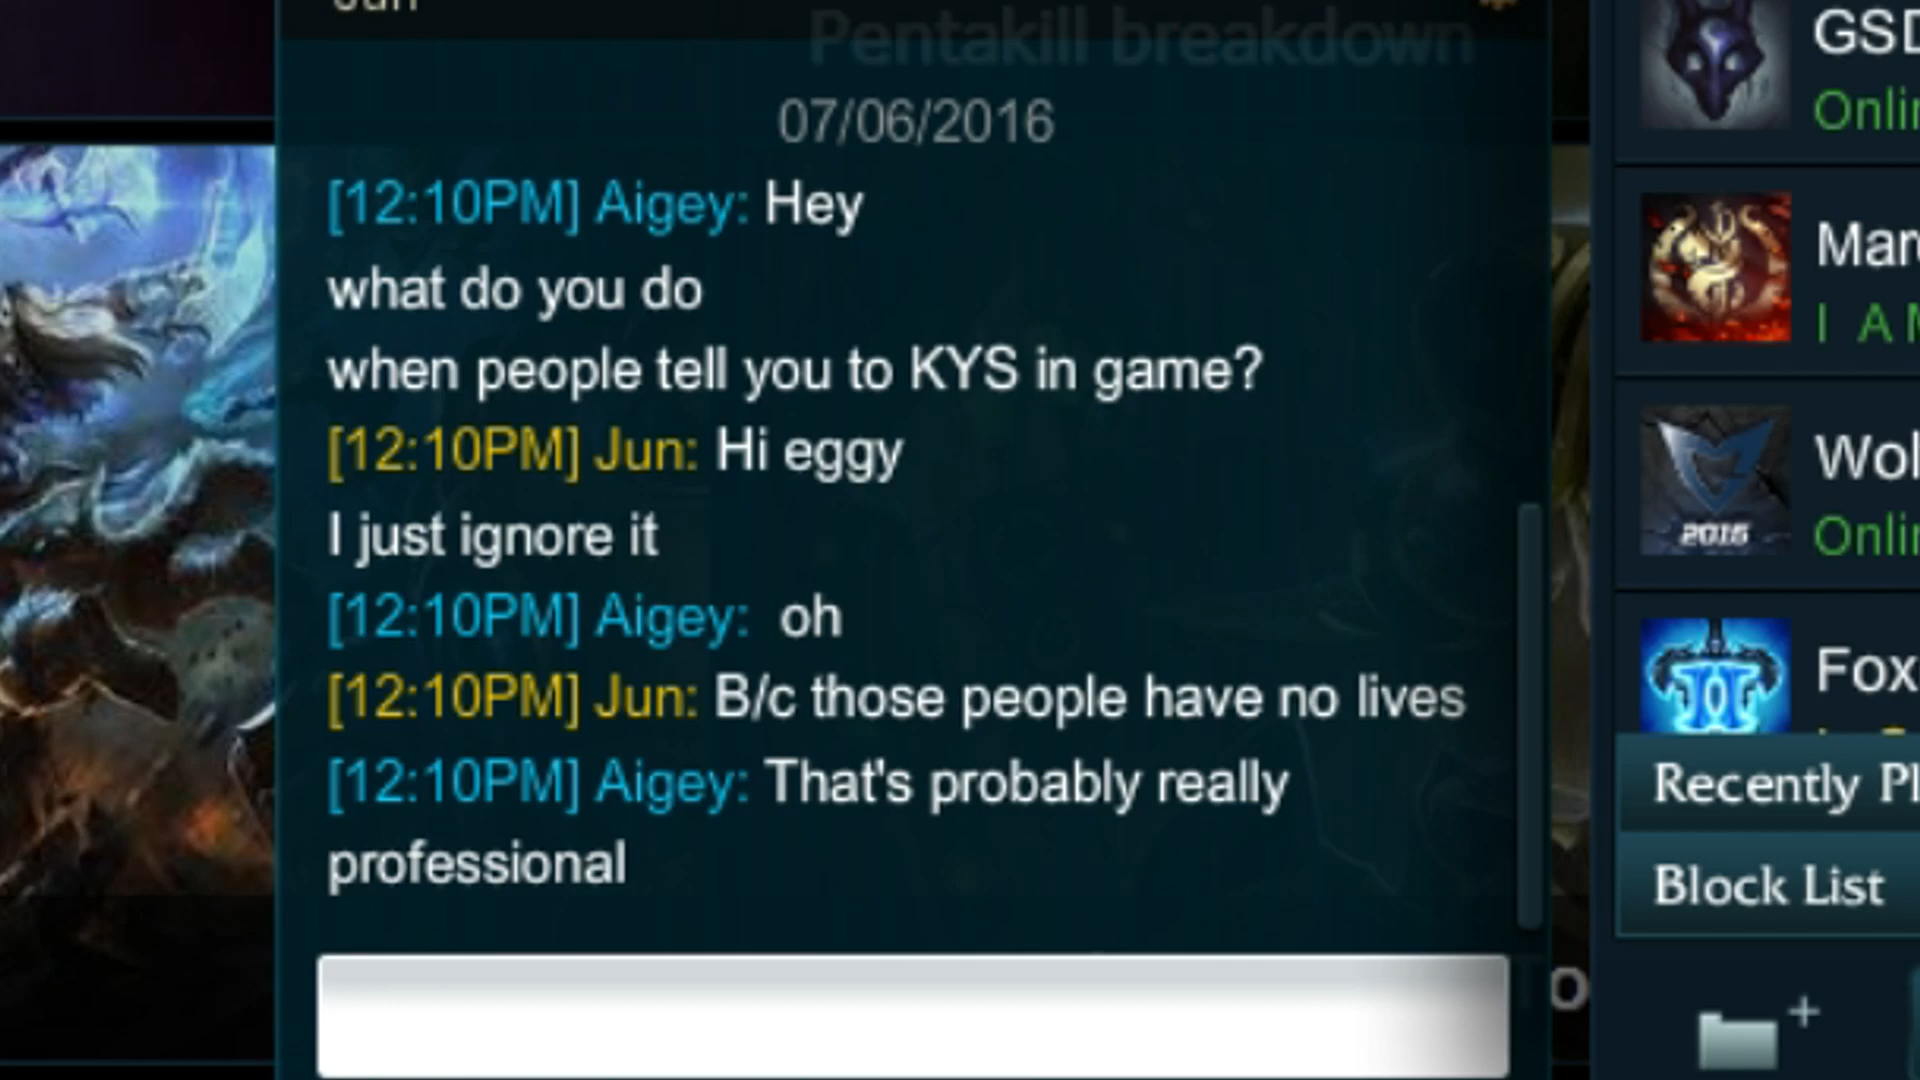 Jun
Pentakill breakdown
07/06/2016
[12:10PM] Aigey: Hey
what do you do
when people tell you to KYS in game?
[12:10PM] Jun: Hi eggy
I just ignore it
[12:10PM] Aigey: oh
[12:10PM] Jun: B/c those people have no lives
[12:10PM] Aigey: That's probably really
professional
GSD
Onlin
Mar
I A M
Wol
2015
Onlin
Fox
Recently Pl
Block List